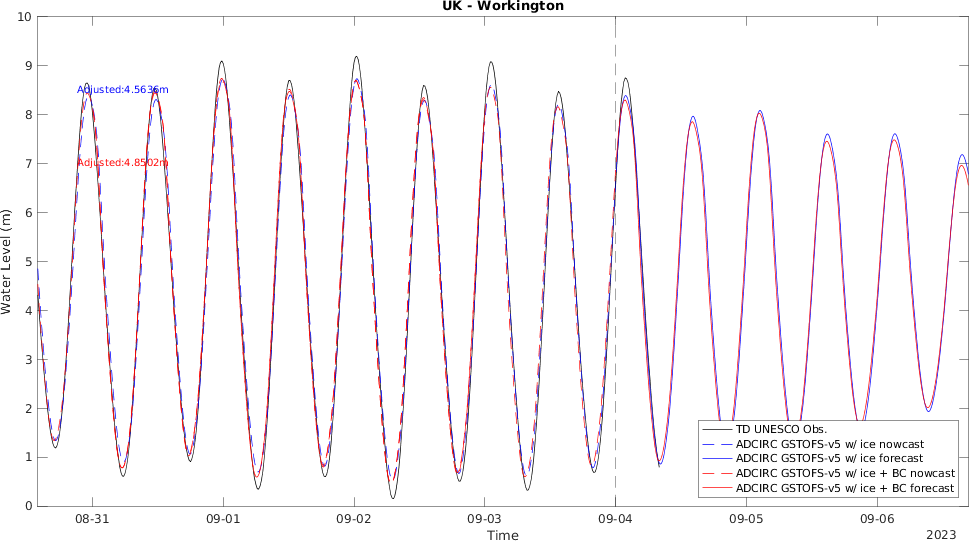 UK - Workington
10
9
8
7
6
5
4
3
2
1
0
Water Level (m)
Adjusted:4.5636m
Adjusted:4.8502m
TD UNESCO Obs.
ADCIRC GSTOFS-v5 w/ ice nowcast
ADCIRC GSTOFS-v5 w/ ice forecast
ADCIRC GSTOFS-v5 w/ ice + BC nowcast
ADCIRC GSTOFS-v5 w/ ice + BC forecast
08-31 09-01 09-02 09-03 09-04 09-05 09-06
Time
2023